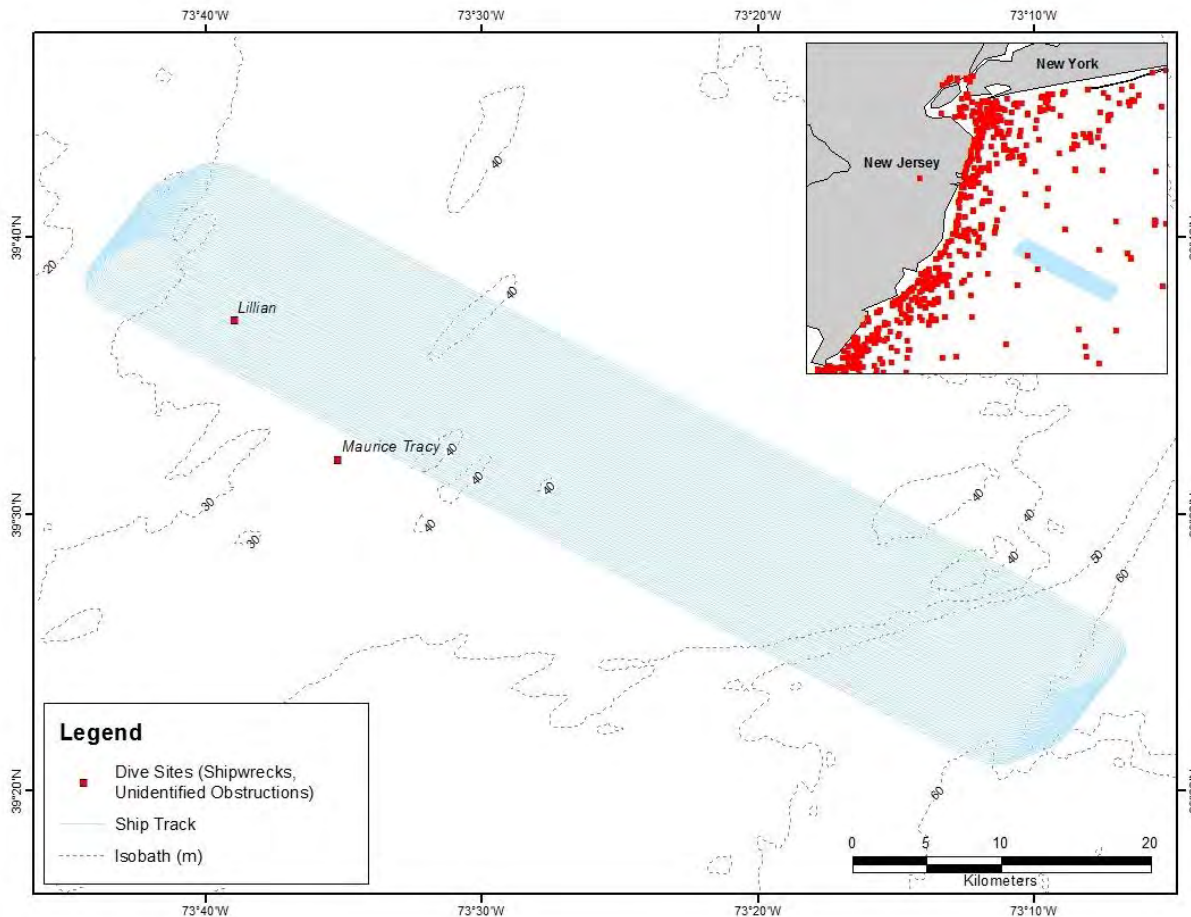 73°40'W 73°30'W 73°20'W 73°10'W
New York
New Jersey
40
39°40'N
20
40
Lillian
Maurice Tracy
40
40
40
40
40
40
40
50
60
39°30'N
30
30
39°20'N
60
Legend
Dive Sites (Shipwrecks,
Unidentified Obstructions)
Ship Track
Isobath (m)
0 5 10 20
Kilometers
73°40'W 73°30'W 73°20'W 73°10'W